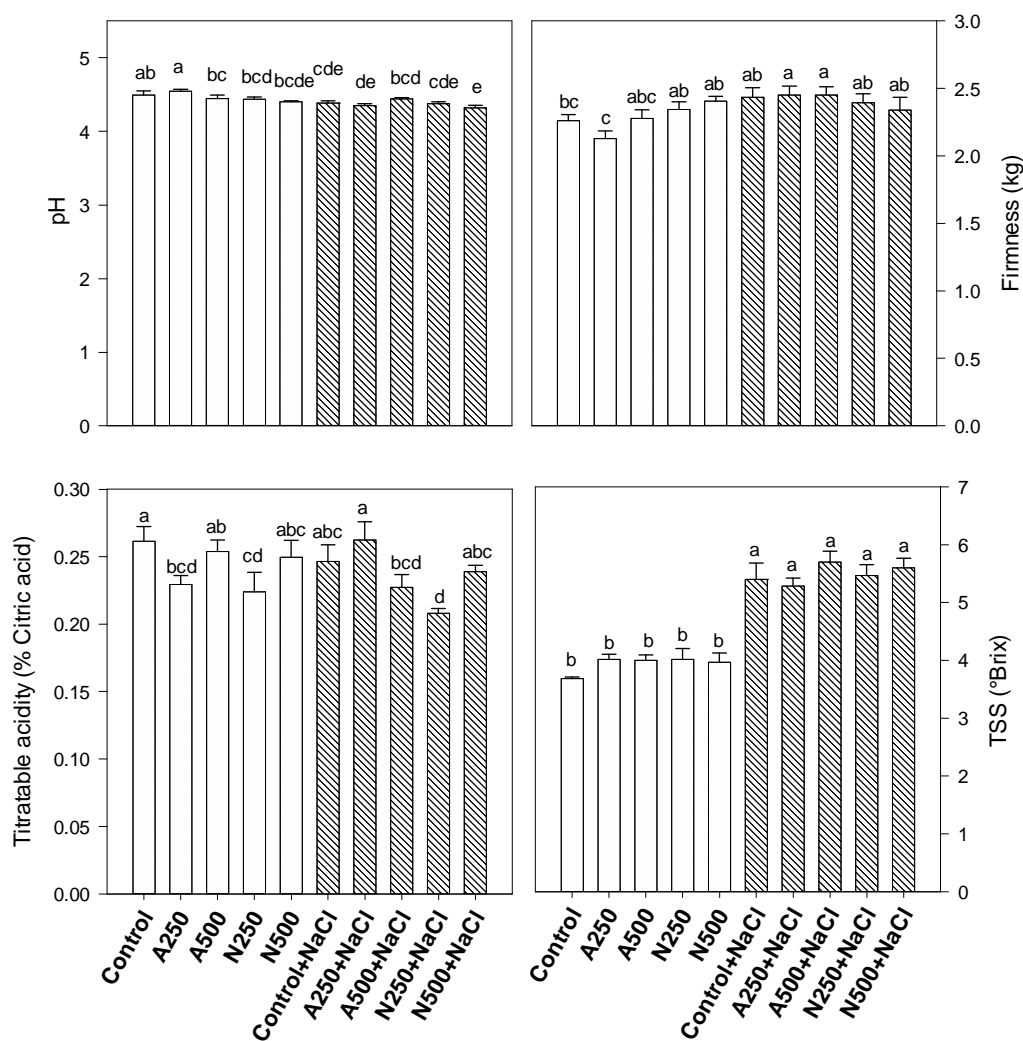 pH
5
4
3
2
1
0
ab
a
bc
bcd
bcde
cde
de
bcd
cde
e
Firmness (kg)
3.0
2.5
2.0
1.5
1.0
0.5
0.0
bc
c
abc
ab
ab
ab
a
a
ab
ab
Titratable acidity (% Citric acid)
0.30
0.25
0.20
0.15
0.10
0.05
0.00
a
bcd
ab
cd
abc
abc
a
bcd
d
abc
Control
A250
A500
N250
N500
Control+NaCl
A250+NaCl
A500+NaCl
N250+NaCl
N500+NaCl
TSS (°Brix)
7
6
5
4
3
2
1
0
b
b
b
b
b
a
a
a
a
a
Control
A250
A500
N250
N500
Control+NaCl
A250+NaCl
A500+NaCl
N250+NaCl
N500+NaCl